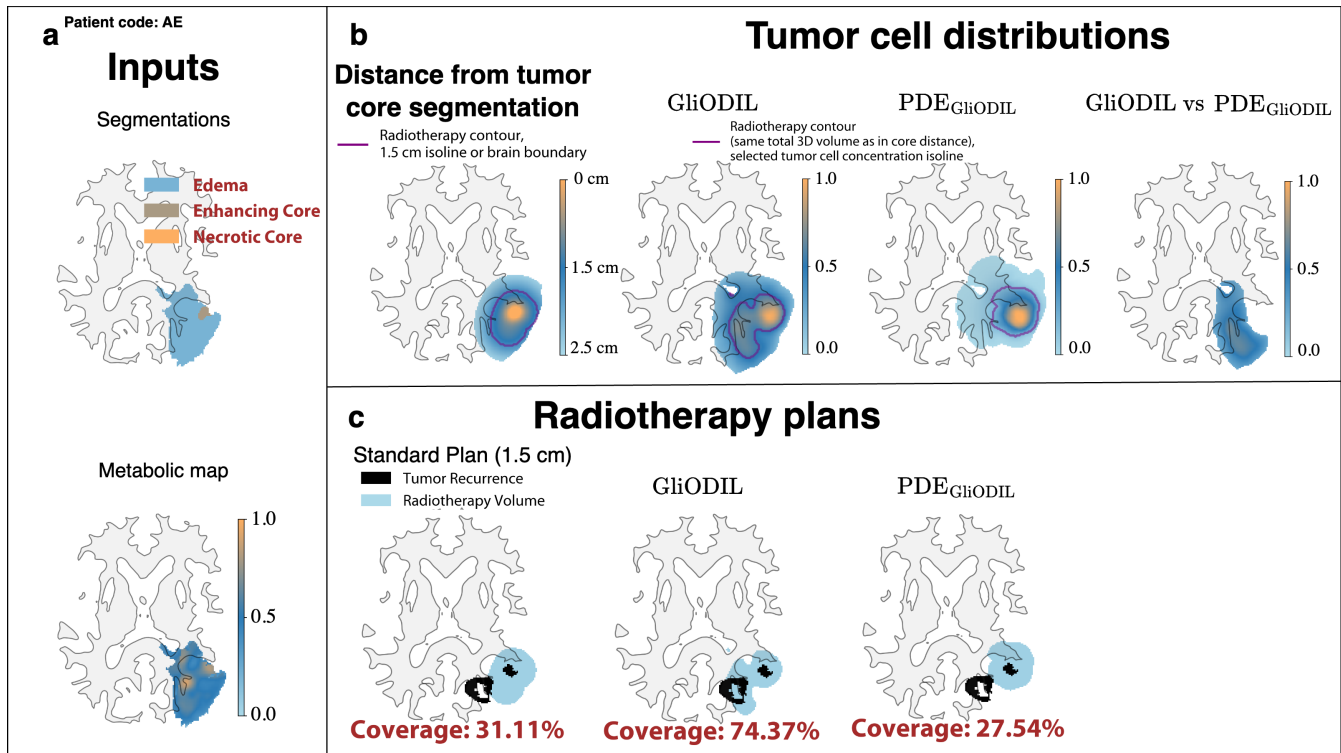 a
Patient code: AE
Inputs
Segmentations
Edema
Enhancing Core
Necrotic Core
Metabolic map
1.0
0.5
0.0
b
Tumor cell distributions
Distance from tumor
core segmentation
Radiotherapy contour,
1.5 cm isoline or brain boundary
0 cm
1.5 cm
2.5 cm
GliODIL
Radiotherapy contour
(same total 3D volume as in core distance),
selected tumor cell concentration isoline
1.0
0.5
0.0
PDE_GliODIL
1.0
0.5
0.0
GliODIL vs PDE_GliODIL
1.0
0.5
0.0
c
Radiotherapy plans
Standard Plan (1.5 cm)
Tumor Recurrence
Radiotherapy Volume
GliODIL
PDE_GliODIL
Coverage: 31.11%
Coverage: 74.37%
Coverage: 27.54%